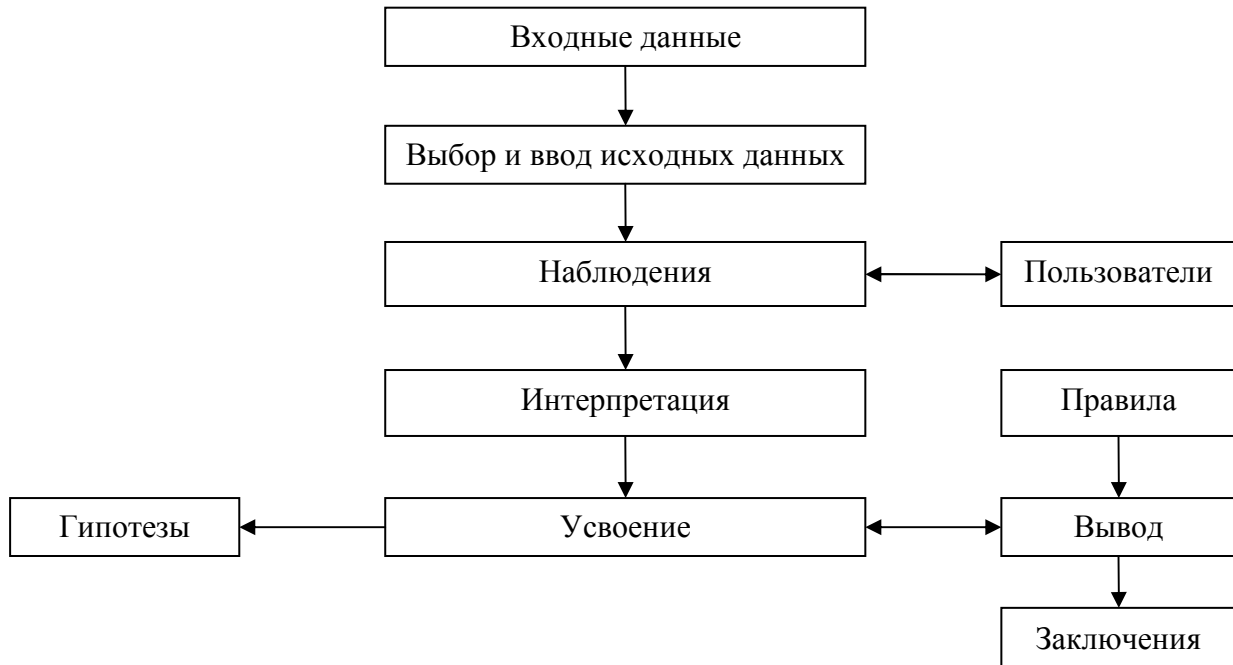 Входные данные
Выбор и ввод исходных данных
Наблюдения
Пользователи
Интерпретация
Правила
Гипотезы
Усвоение
Вывод
Заключения